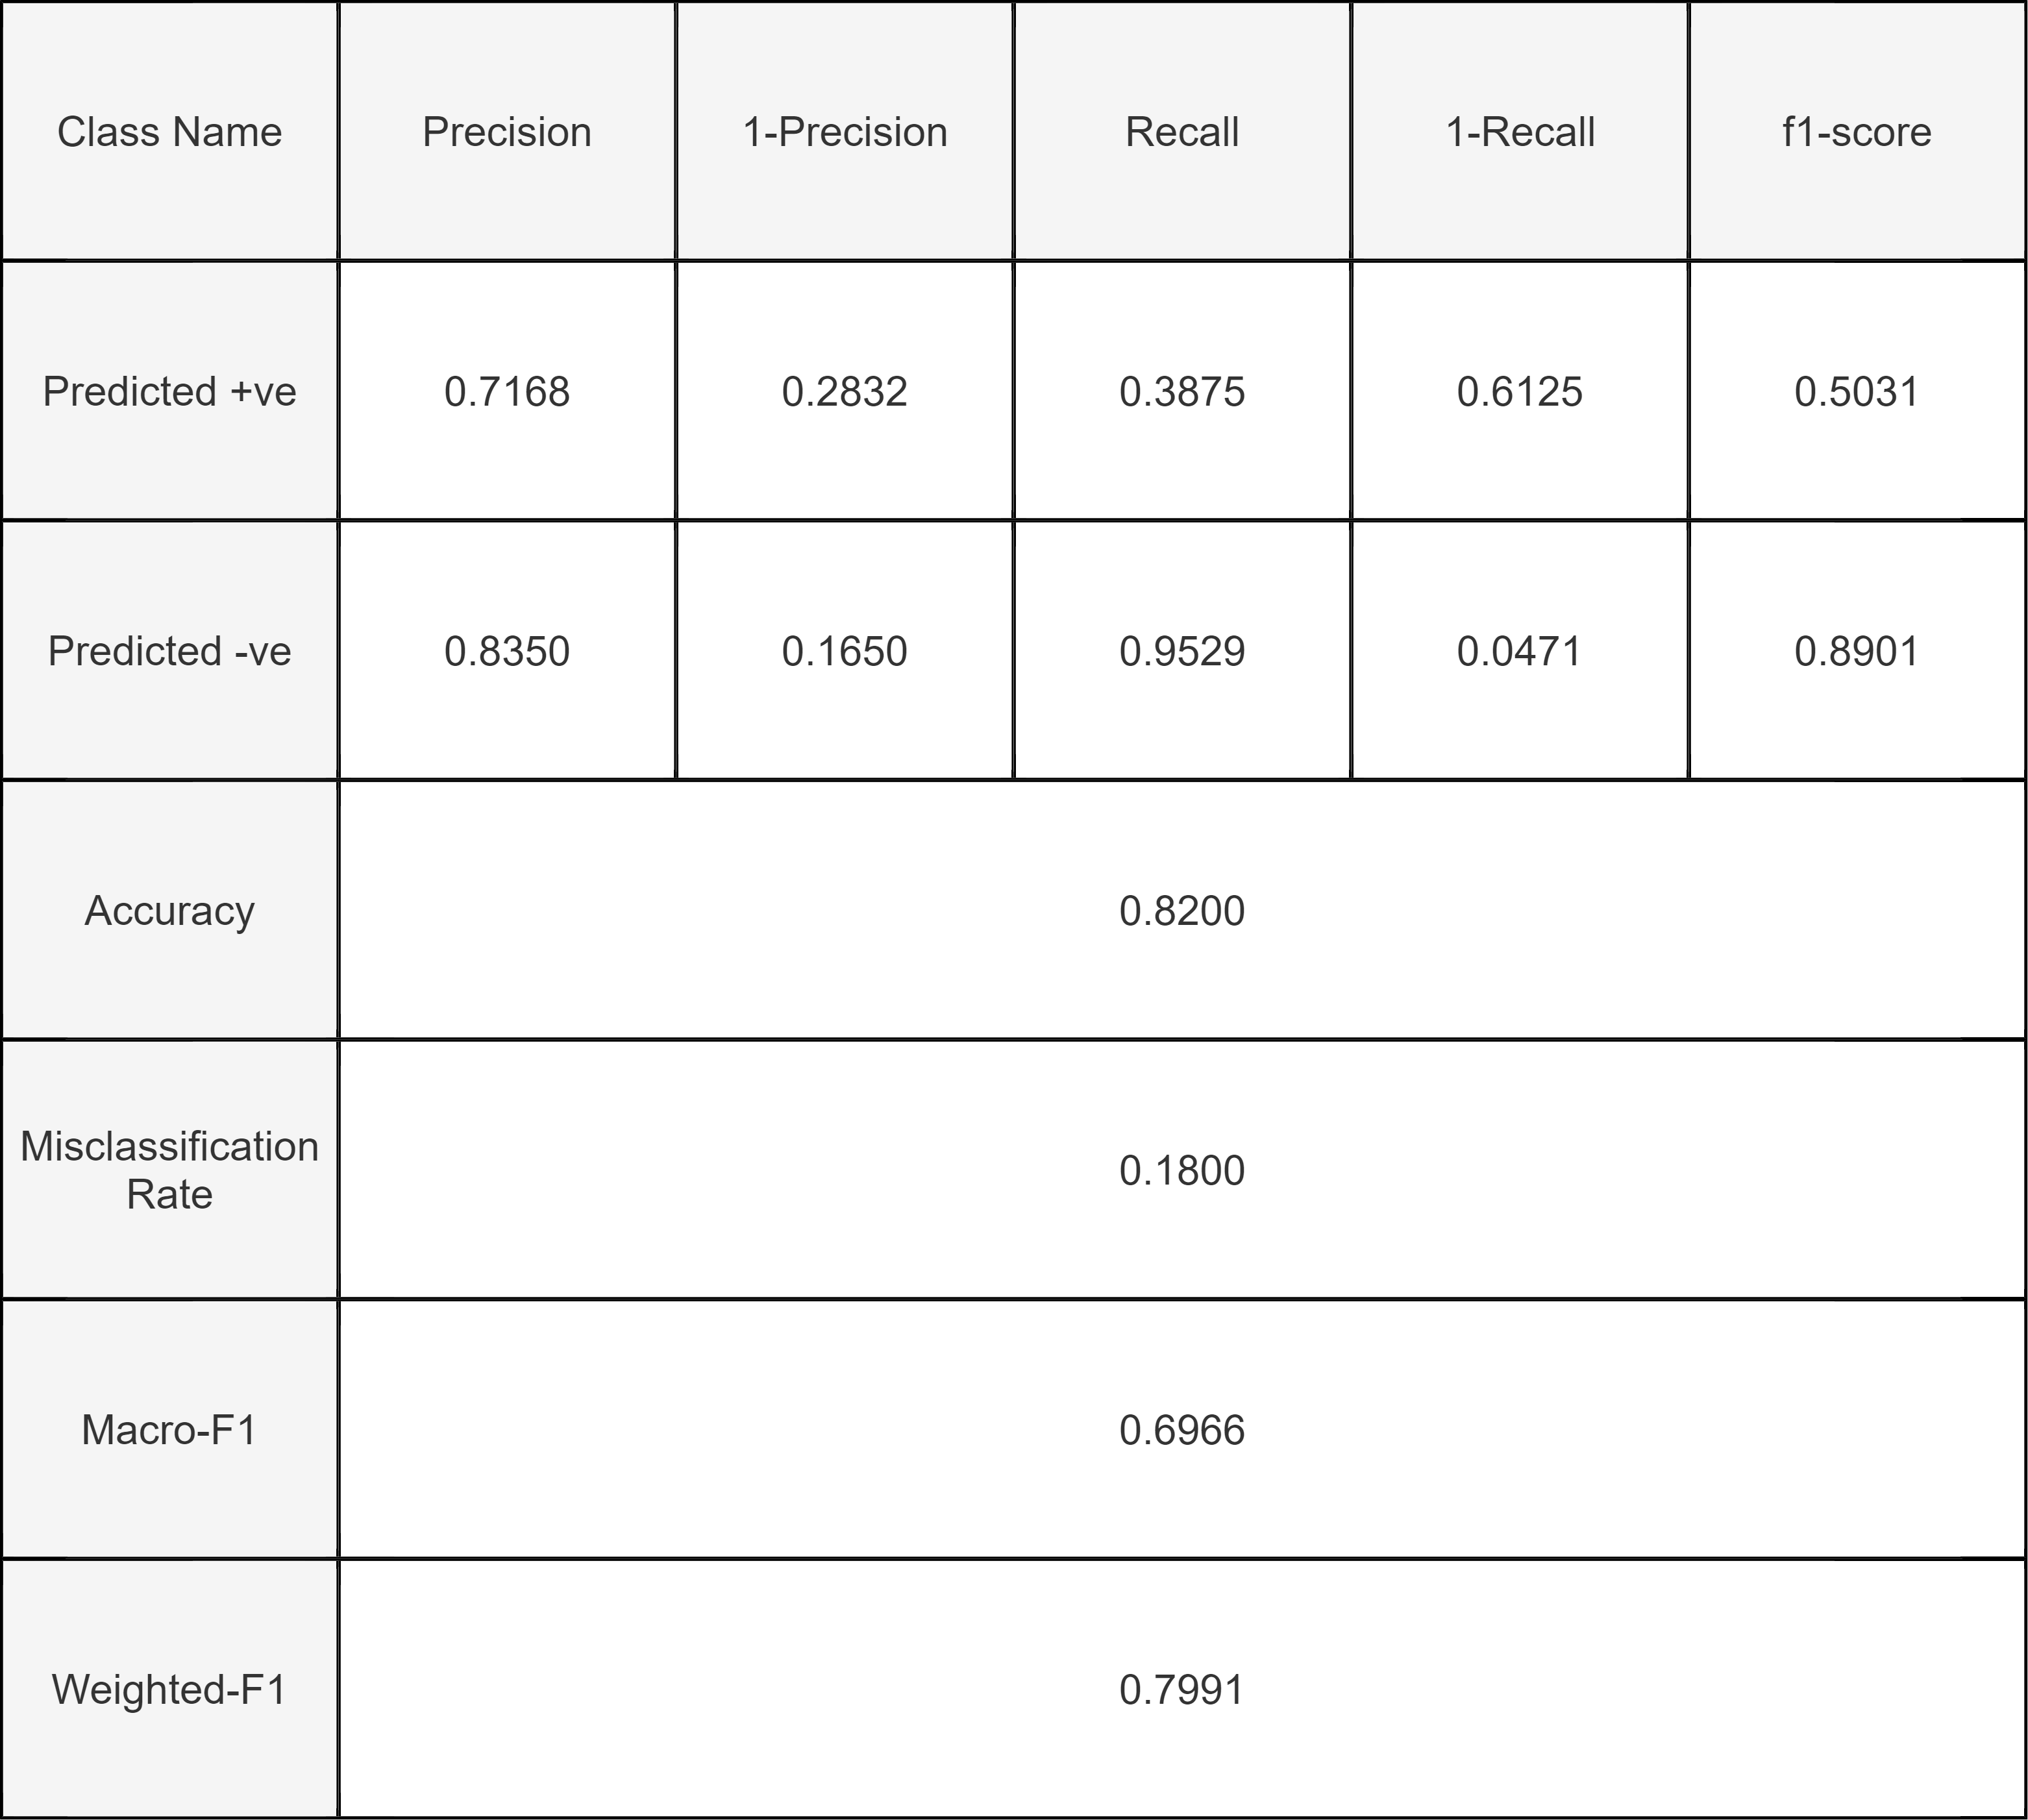 Class Name Precision 1-Precision Recall 1-Recall f1-score
Predicted +ve 0.7168 0.2832 0.3875 0.6125 0.5031
Predicted -ve 0.8350 0.1650 0.9529 0.0471 0.8901
Accuracy 0.8200
Misclassification
Rate 0.1800
Macro-F1 0.6966
Weighted-F1 0.7991